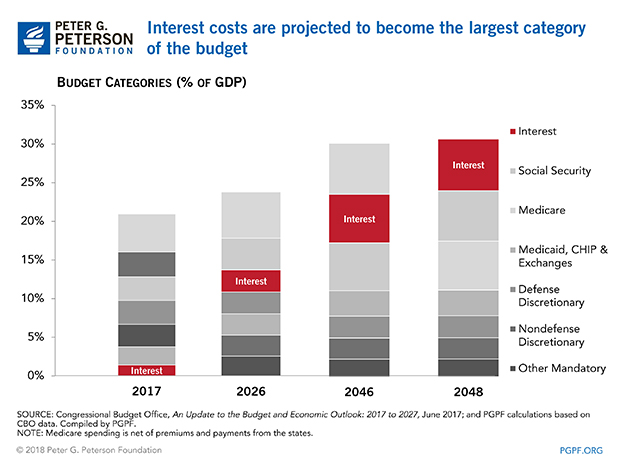 PETER G.
PETERSON
FOUNDATION
Interest costs are projected to become the largest category
of the budget
BUDGET CATEGORIES (% OF GDP)
35%
30%
25%
20%
15%
10%
5%
0%
Interest
Interest
Interest
Interest
2017
2026
2046
2048
Interest
Social Security
Medicare
Medicaid, CHIP &
Exchanges
Defense
Discretionary
Nondefense
Discretionary
Other Mandatory
SOURCE: Congressional Budget Office, An Update to the Budget and Economic Outlook: 2017 to 2027, June 2017; and PGPF calculations based on
CBO data. Compiled by PGPF.
NOTE: Medicare spending is net of premiums and payments from the states.
© 2018 Peter G. Peterson Foundation
PGPF.ORG